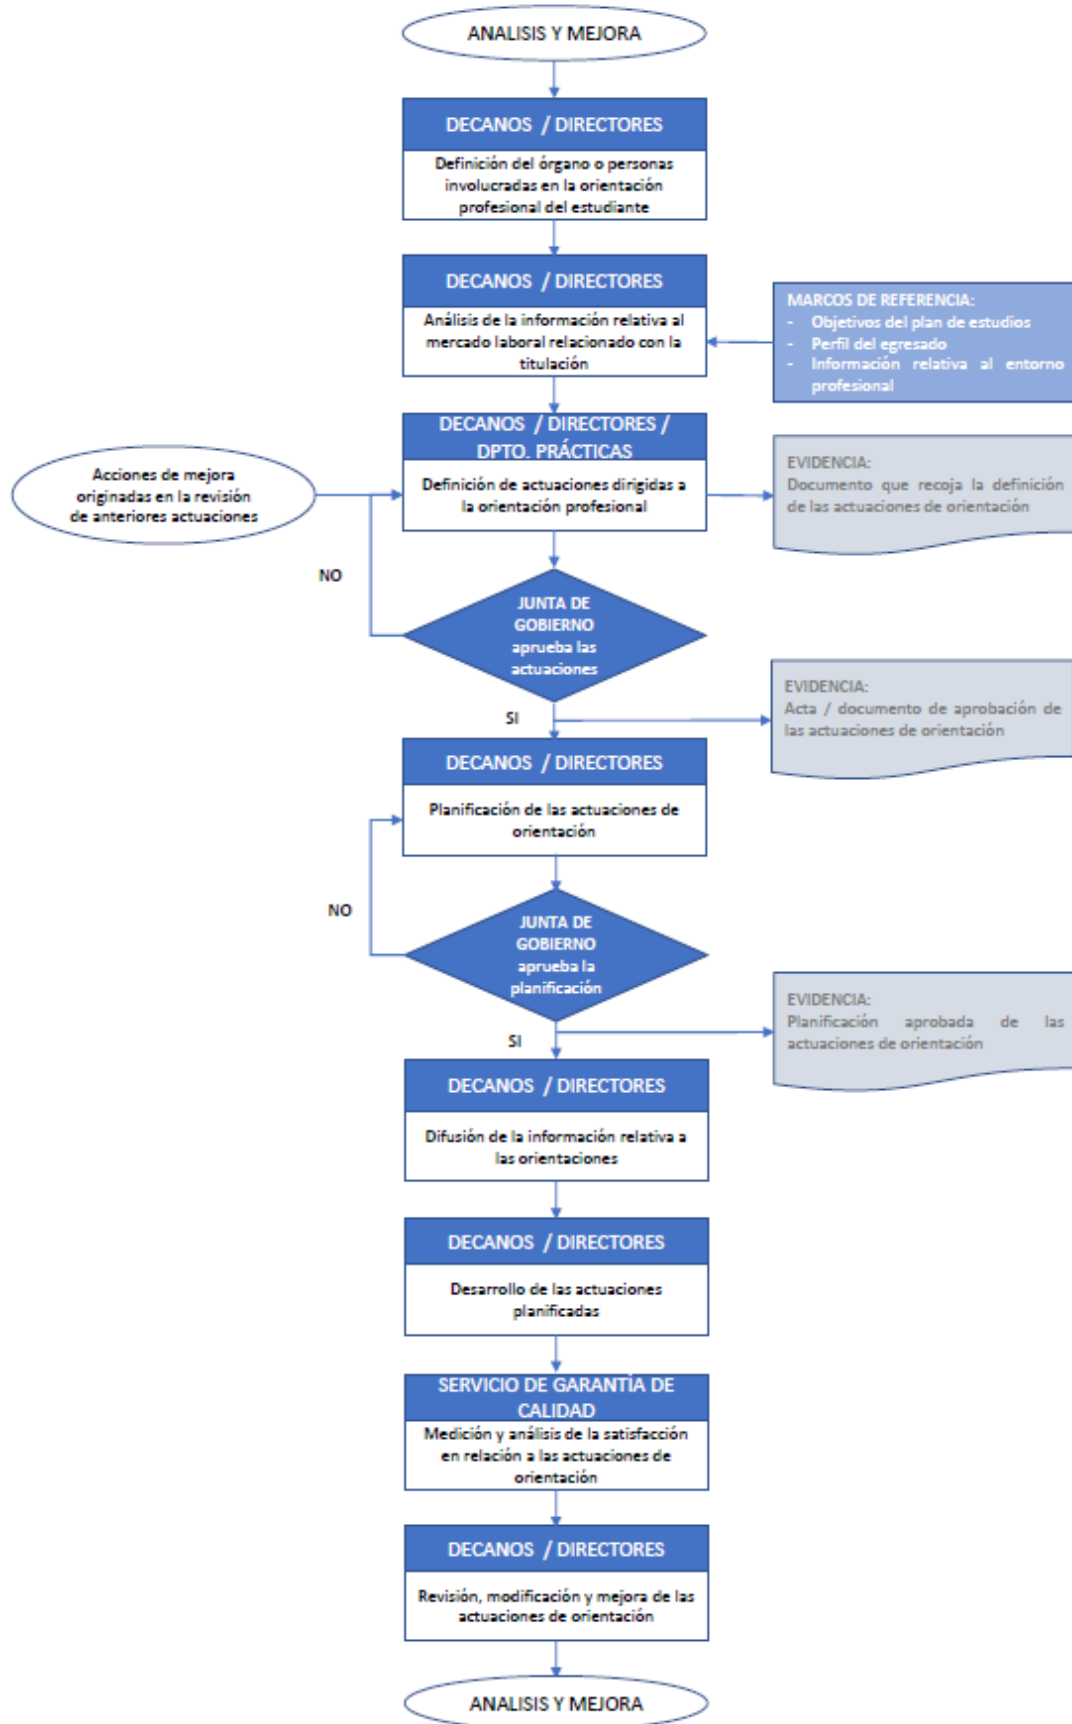 ANALISIS Y MEJORA
DECANOS / DIRECTORES
Definición del órgano o personas
involucradas en la orientación
profesional del estudiante
DECANOS / DIRECTORES
Análisis de la información relativa al
mercado laboral relacionado con la
titulación
MARCOS DE REFERENCIA:
- Objetivos del plan de estudios
- Perfil del egresado
- Información relativa al entorno
profesional
DECANOS / DIRECTORES /
DPTO. PRÁCTICAS
Definición de actuaciones dirigidas a
la orientación profesional
Acciones de mejora
originadas en la revisión
de anteriores actuaciones
EVIDENCIA:
Documento que recoja la definición
de las actuaciones de orientación
NO
JUNTA DE
GOBIERNO
aprueba las
actuaciones
SI
EVIDENCIA:
Acta / documento de aprobación de
las actuaciones de orientación
DECANOS / DIRECTORES
Planificación de las actuaciones de
orientación
NO
JUNTA DE
GOBIERNO
aprueba la
planificación
SI
EVIDENCIA:
Planificación aprobada de las
actuaciones de orientación
DECANOS / DIRECTORES
Difusión de la información relativa a
las orientaciones
DECANOS / DIRECTORES
Desarrollo de las actuaciones
planificadas
SERVICIO DE GARANTÍA DE
CALIDAD
Medición y análisis de la satisfacción
en relación a las actuaciones de
orientación
DECANOS / DIRECTORES
Revisión, modificación y mejora de las
actuaciones de orientación
ANALISIS Y MEJORA